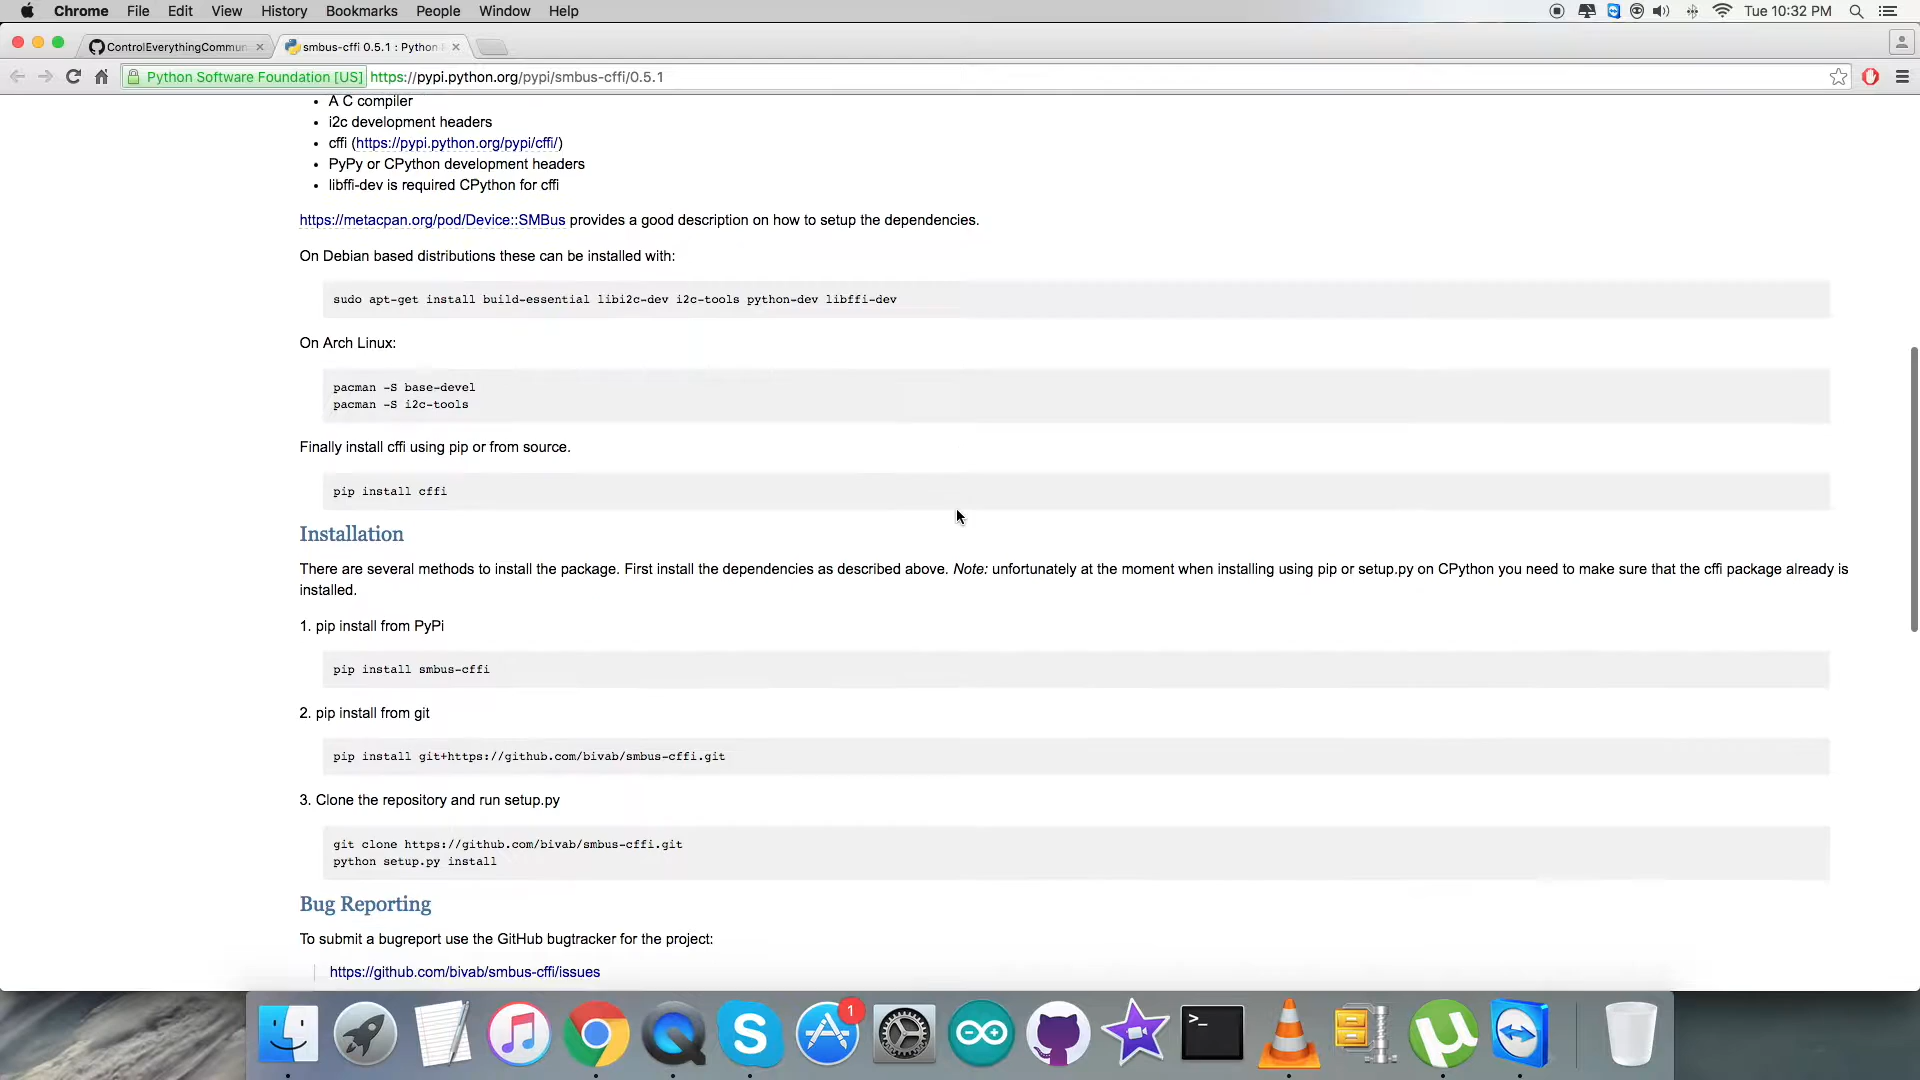 Chrome File Edit View History Bookmarks People Window Help Tue 10:32 PM
ControlEverythingCommun smbus-cffi 0.5.1 : Python
Python Software Foundation [US] https://pypi.python.org/pypi/smbus-cffi/0.5.1
• A C compiler
• i2c development headers
• cffi (https://pypi.python.org/pypi/cffi/)
• PyPy or CPython development headers
• libffi-dev is required CPython for cffi
https://metacpan.org/pod/Device::SMBus provides a good description on how to setup the dependencies.
On Debian based distributions these can be installed with:
sudo apt-get install build-essential libi2c-dev i2c-tools python-dev libffi-dev
On Arch Linux:
pacman -S base-devel
pacman -S i2c-tools
Finally install cffi using pip or from source.
pip install cffi
Installation
There are several methods to install the package. First install the dependencies as described above. Note: unfortunately at the moment when installing using pip or setup.py on CPython you need to make sure that the cffi package already is
installed.
1. pip install from PyPi
pip install smbus-cffi
2. pip install from git
pip install git+https://github.com/bivab/smbus-cffi.git
3. Clone the repository and run setup.py
git clone https://github.com/bivab/smbus-cffi.git
python setup.py install
Bug Reporting
To submit a bugreport use the GitHub bugtracker for the project:
https://github.com/bivab/smbus-cffi/issues
1